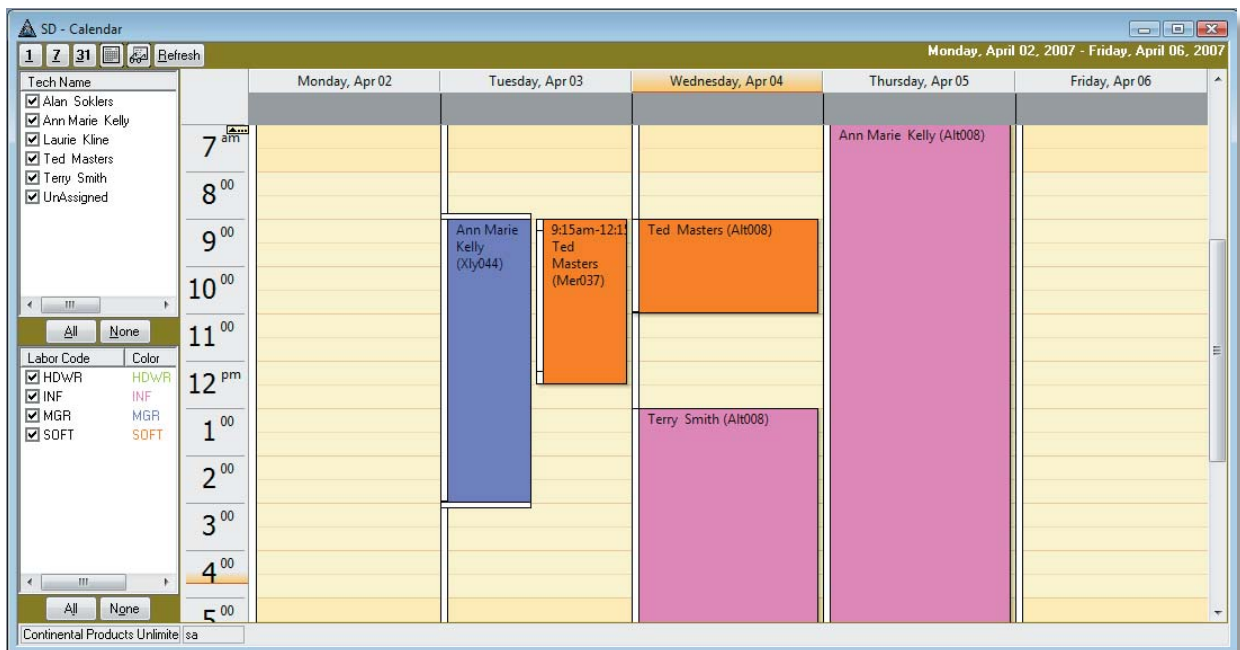 SD - Calendar
1 7 31 Refresh
Monday, April 02, 2007 - Friday, April 06, 2007
Tech Name
Alan Soklers
Ann Marie Kelly
Laurie Kline
Ted Masters
Terry Smith
UnAssigned
All None
Labor Code Color
HDWR HDWR
INF INF
MGR MGR
SOFT SOFT
All None
Continental Products Unlimite sa
Monday, Apr 02 Tuesday, Apr 03 Wednesday, Apr 04 Thursday, Apr 05 Friday, Apr 06
7 am
8 00
9 00
10 00
11 00
12 pm
1 00
2 00
3 00
4 00
5 00
Ann Marie
Kelly
(Xly044)
9:15am-12:15
Ted
Masters
(Mer037)
Ted Masters (Alt008)
Terry Smith (Alt008)
Ann Marie Kelly (Alt008)